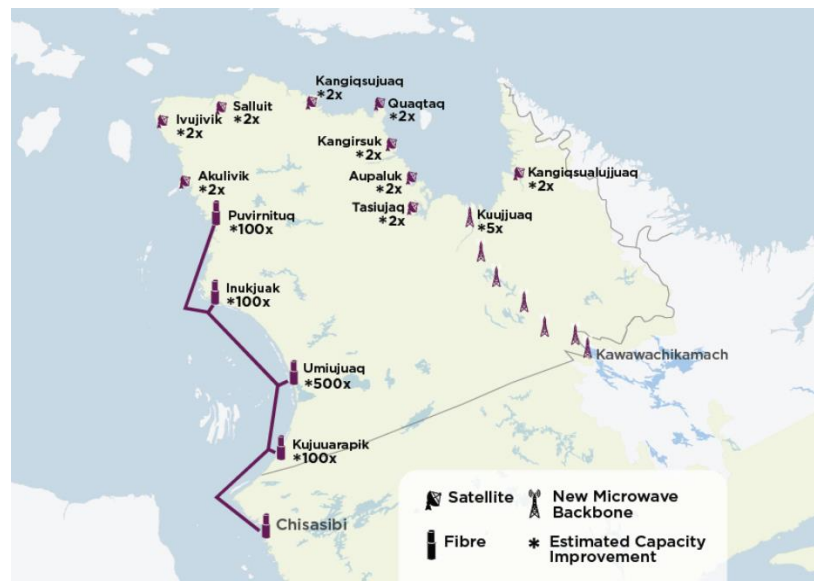 Kangiqsujuaq
*2x
Salluit
*2x
Quaqtaq
*2x
Ivujivik
*2x
Kangirsuk
*2x
Akulivik
*2x
Aupaluk
*2x
Kangiqsualujjuaq
*2x
Tasiujaq
*2x
Puvirnituq
*100x
Kuujjuaq
*5x
Inukjuak
*100x
Kawawachikamach
Umiujuaq
*500x
Kujuuarapik
*100x
Chisasibi
Satellite
New Microwave
Backbone
Fibre
* Estimated Capacity
Improvement